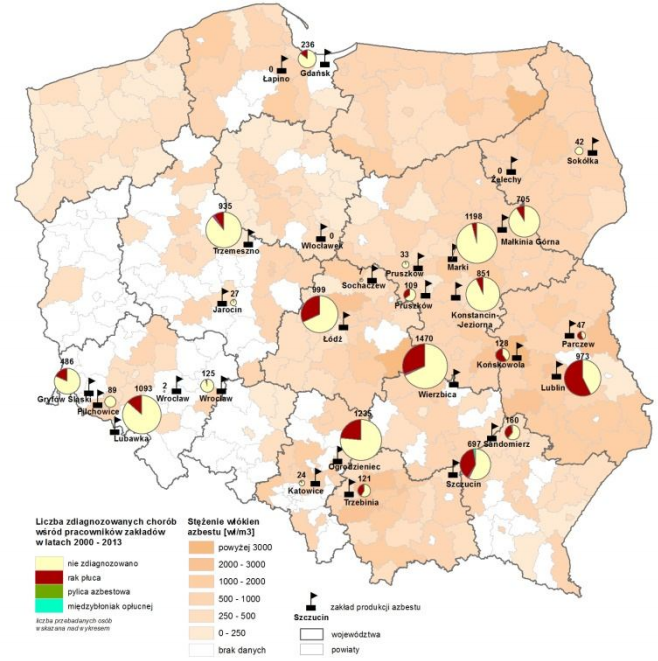 236
0
Gdańsk
Łapino
42
Sokółka
0
Żelechy
935
Trzemeszno
0
Włocławek
1198
Marki
705
Małkinia Górna
33
Pruszków
Sochaczew
109
Pruszków
851
Konstancin-
Jeziorna
27
Jarocin
999
Łódź
47
Parczew
128
Końskowola
973
Lublin
1470
Wierzbica
486
Gryfów Śląski
89
Pilchowice
1093
Lubawka
2
Wrocław
125
Wrocław
1235
Ogrodzieniec
160
Sandomierz
697
Szczucin
24
Katowice
121
Trzebinia
Liczba zdiagnozowanych chorób
wśród pracowników zakładów
w latach 2000 - 2013
nie zdiagnozowano
rak płuca
pylica azbestowa
międzybłoniak opłucnej
liczba przebadanych osób
wskazana nad wykresem
Stężenie włókien
azbestu [wł/m3]
powyżej 3000
2000 - 3000
1000 - 2000
500 - 1000
250 - 500
0 - 250
brak danych
zakład produkcji azbestu
Szczucin
województwa
powiaty